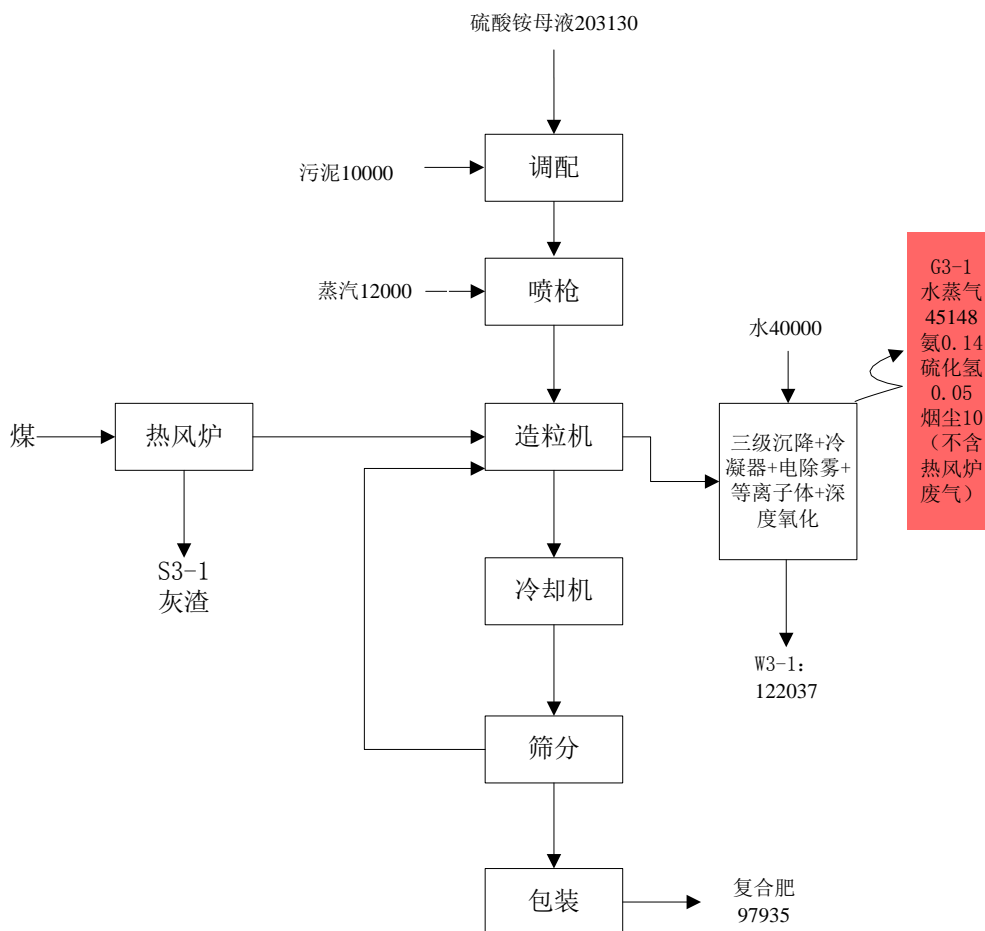 硫酸铵母液203130
调配
污泥10000
喷枪
蒸汽12000
G3-1
水蒸气
45148
氨0.14
硫化氢
0.05
烟尘10
（不含
热风炉
废气）
水40000
煤
热风炉
造粒机
三级沉降+冷
凝器+电除雾+
等离子体+深
度氧化
S3-1
灰渣
冷却机
W3-1：
122037
筛分
包装
复合肥
97935